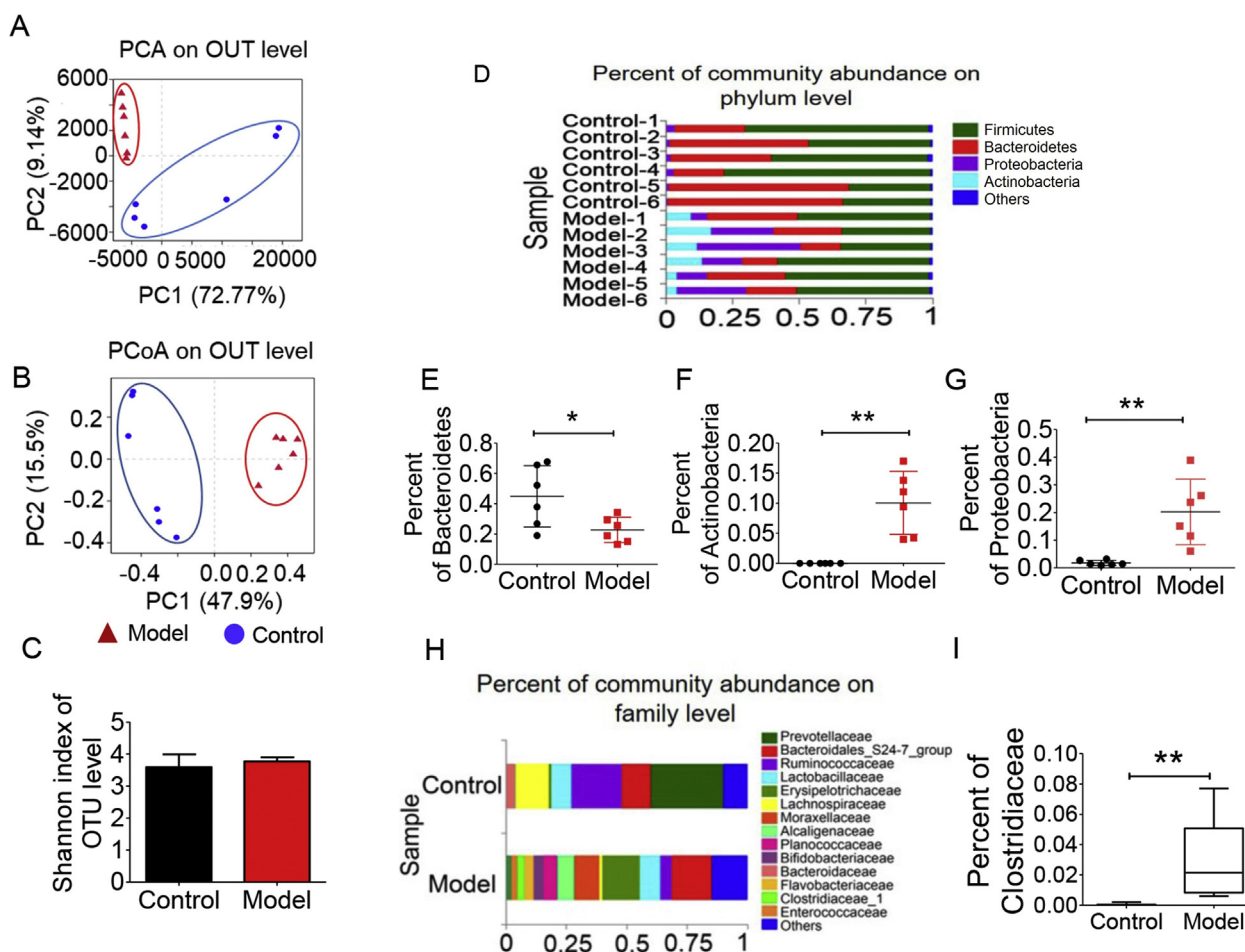 A
PCA on OUT level
6000
2000
0
-2000
-6000
PC2 (9.14%)
-5000 0 5000 20000
PC1 (72.77%)
B
PCoA on OUT level
0.2
0.0
-0.2
-0.4
PC2 (15.5%)
-0.4 0.0 0.2 0.4
PC1 (47.9%)
Model Control
C
Shannon index of
OTU level
5
4
3
2
1
0
Control Model
D
Percent of community abundance on
phylum level
Sample
Control-1
Control-2
Control-3
Control-4
Control-5
Control-6
Model-1
Model-2
Model-3
Model-4
Model-5
Model-6
0 0.25 0.5 0.75 1
Firmicutes
Bacteroidetes
Proteobacteria
Actinobacteria
Others
E
Percent
of Bacteroidetes
*
0.8
0.6
0.4
0.2
0.0
Control Model
F
Percent
of Actinobacteria
**
0.20
0.15
0.10
0.05
0.00
Control Model
G
Percent
of Proteobacteria
**
0.5
0.4
0.3
0.2
0.1
0.0
Control Model
H
Percent of community abundance on
family level
Sample
Control
Model
0 0.25 0.5 0.75 1
Prevotellaceae
Bacteroidales_S24-7_group
Ruminococcaceae
Lactobacillaceae
Erysipelotrichaceae
Lachnospiraceae
Moraxellaceae
Alcaligenaceae
Planococcaceae
Bifidobacteriaceae
Bacteroidaceae
Flavobacteriaceae
Clostridiaceae_1
Enterococcaceae
Others
I
Percent of
Clostridiaceae
**
0.10
0.08
0.06
0.04
0.02
0.00
Control Model